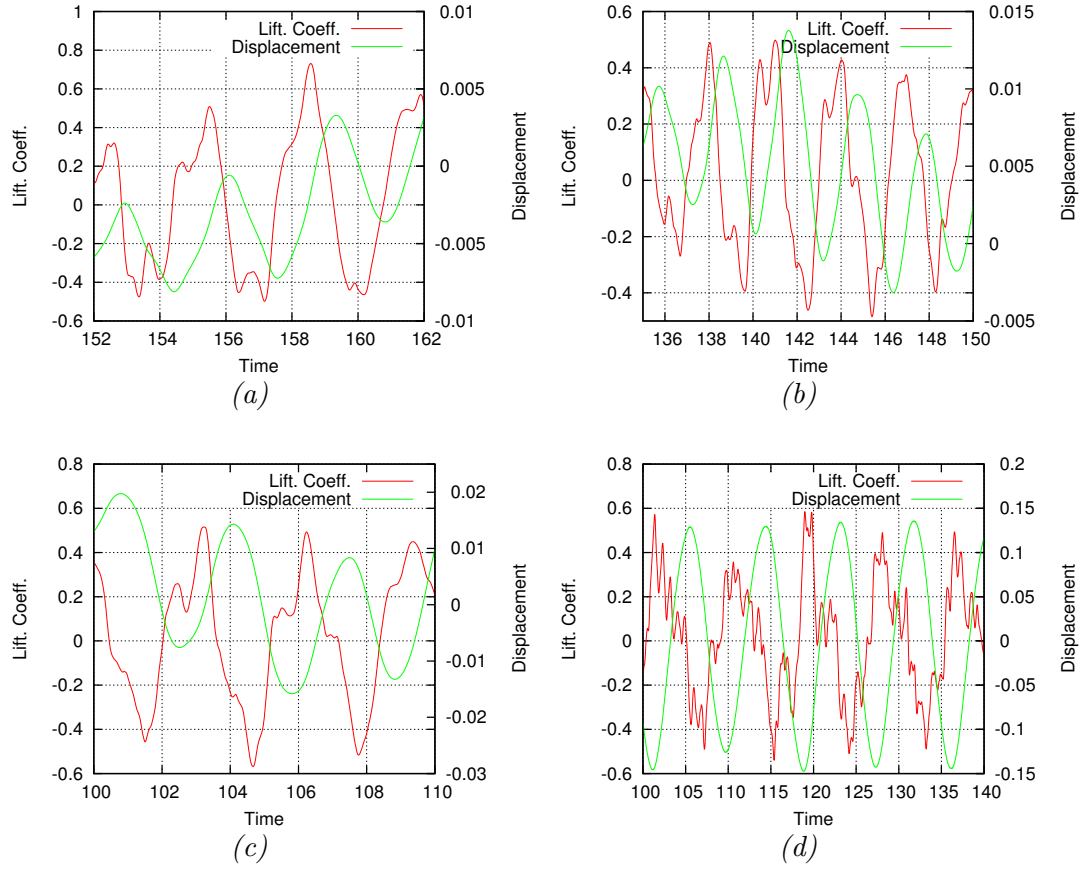 1
0.8
0.6
0.4
0.2
0
-0.2
-0.4
-0.6
0.01
0.005
0
-0.005
-0.01
152 154 156 158 160 162
Lift. Coeff.
Displacement
Lift. Coeff.
Displacement
Time
(a)
0.6
0.4
0.2
0
-0.2
-0.4
0.015
0.01
0.005
0
-0.005
136 138 140 142 144 146 148 150
Lift. Coeff.
Displacement
Lift. Coeff.
Displacement
Time
(b)
0.8
0.6
0.4
0.2
0
-0.2
-0.4
-0.6
0.02
0.01
0
-0.01
-0.02
-0.03
100 102 104 106 108 110
Lift. Coeff.
Displacement
Lift. Coeff.
Displacement
Time
(c)
0.8
0.6
0.4
0.2
0
-0.2
-0.4
-0.6
0.2
0.15
0.1
0.05
0
-0.05
-0.1
-0.15
100 105 110 115 120 125 130 135 140
Lift. Coeff.
Displacement
Lift. Coeff.
Displacement
Time
(d)